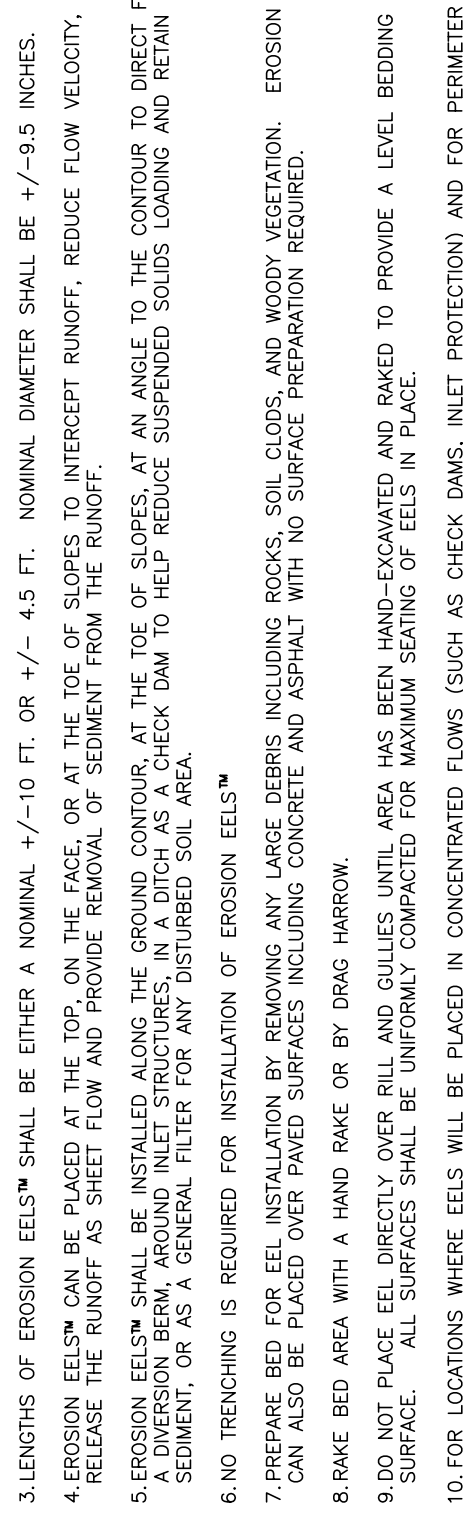 3. LENGTHS OF EROSION EELS™ SHALL BE EITHER A NOMINAL +/-10 FT. OR +/- 4.5 FT. NOMINAL DIAMETER SHALL BE +/-9.5 INCHES.
4. EROSION EELS™ CAN BE PLACED AT THE TOP, ON THE FACE, OR AT THE TOE OF SLOPES TO INTERCEPT RUNOFF, REDUCE FLOW VELOCITY,
RELEASE THE RUNOFF AS SHEET FLOW AND PROVIDE REMOVAL OF SEDIMENT FROM THE RUNOFF.
5. EROSION EELS™ SHALL BE INSTALLED ALONG THE GROUND CONTOUR, AT THE TOE OF SLOPES, AT AN ANGLE TO THE CONTOUR TO DIRECT F
A DIVERSION BERM, AROUND INLET STRUCTURES, IN A DITCH AS A CHECK DAM TO HELP REDUCE SUSPENDED SOLIDS LOADING AND RETAIN
SEDIMENT, OR AS A GENERAL FILTER FOR ANY DISTURBED SOIL AREA.
6. NO TRENCHING IS REQUIRED FOR INSTALLATION OF EROSION EELS™
7. PREPARE BED FOR EEL INSTALLATION BY REMOVING ANY LARGE DEBRIS INCLUDING ROCKS, SOIL CLODS, AND WOODY VEGETATION. EROSION
CAN ALSO BE PLACED OVER PAVED SURFACES INCLUDING CONCRETE AND ASPHALT WITH NO SURFACE PREPARATION REQUIRED.
8. RAKE BED AREA WITH A HAND RAKE OR BY DRAG HARROW.
9. DO NOT PLACE EEL DIRECTLY OVER RILL AND GULLIES UNTIL AREA HAS BEEN HAND-EXCAVATED AND RAKED TO PROVIDE A LEVEL BEDDING
SURFACE. ALL SURFACES SHALL BE UNIFORMLY COMPACTED FOR MAXIMUM SEATING OF EELS IN PLACE.
10. FOR LOCATIONS WHERE EELS WILL BE PLACED IN CONCENTRATED FLOWS (SUCH AS CHECK DAMS, INLET PROTECTION) AND FOR PERIMETER